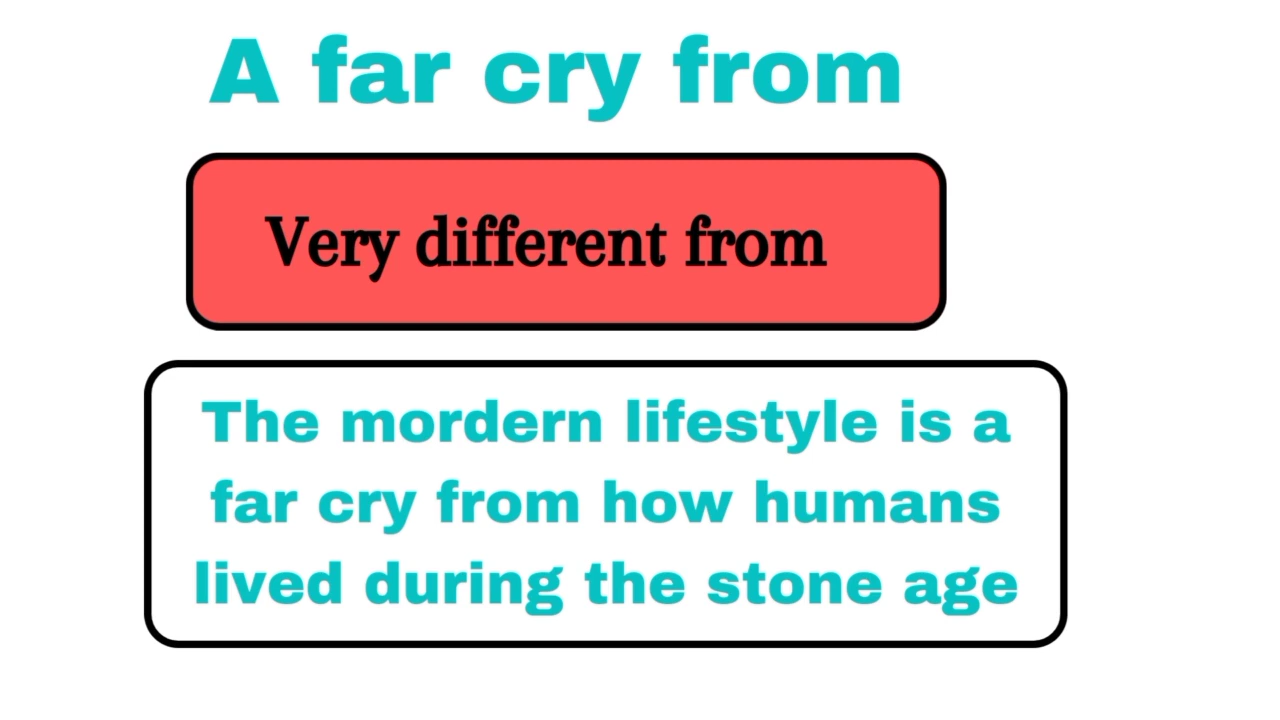 A far cry from
Very different from
The mordern lifestyle is a
far cry from how humans
lived during the stone age